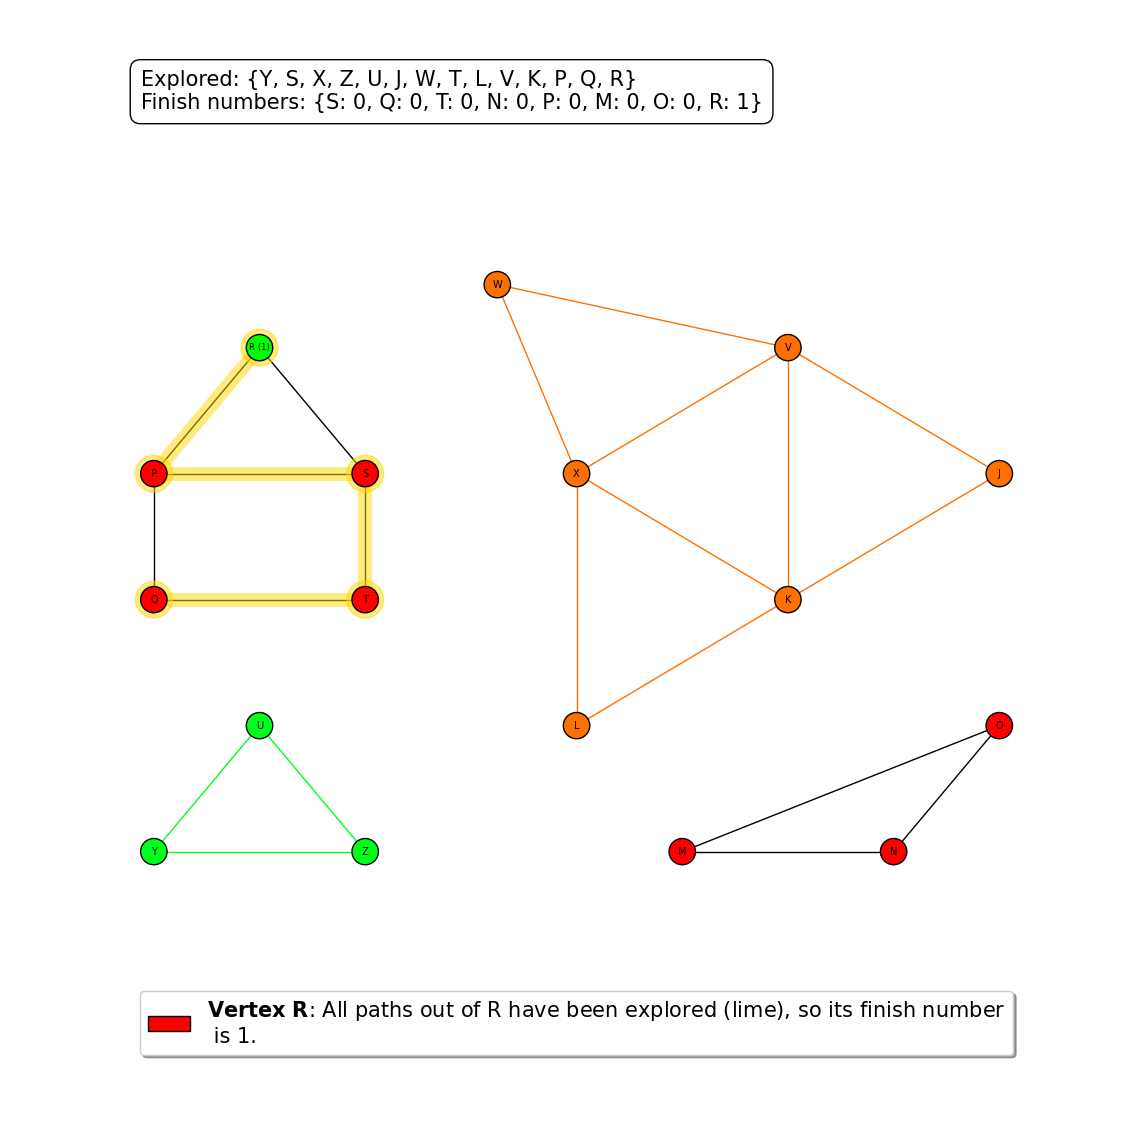 Explored: {Y, S, X, Z, U, J, W, T, L, V, K, P, Q, R}
Finish numbers: {S: 0, Q: 0, T: 0, N: 0, P: 0, M: 0, O: 0, R: 1}
W
R (1)
V
P
S
X
J
Q
T
K
U
L
O
Y
Z
M
N
Vertex R: All paths out of R have been explored (lime), so its finish number
is 1.